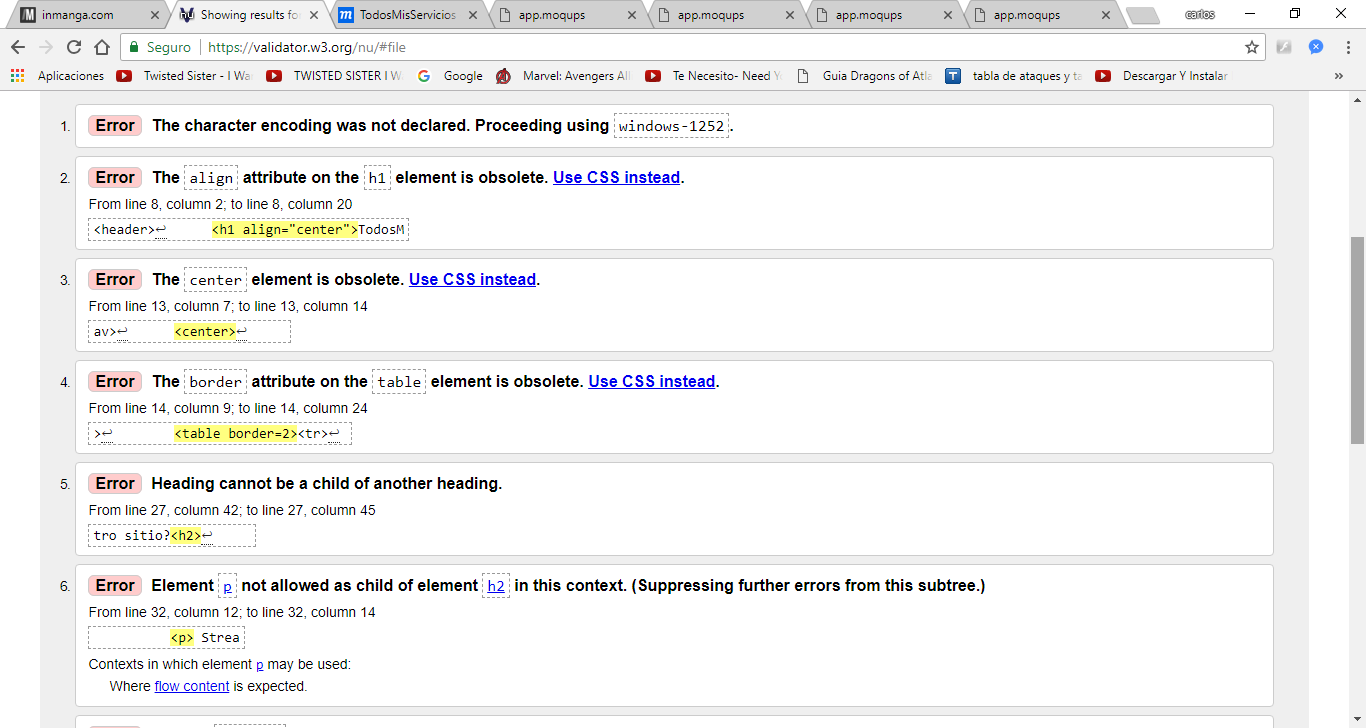 inmanga.com
Showing results fo
TodosMisServicios
app.moqups
app.moqups
app.moqups
app.moqups
carlos
Seguro
https://validator.w3.org/nu/#file
Aplicaciones
Twisted Sister - I Wa
TWISTED SISTER I W
Google
Marvel: Avengers All
Te Necesito- Need Y
Guia Dragons of Atla
tabla de ataques y ta
Descargar Y Instalar
1. Error The character encoding was not declared. Proceeding using windows-1252.
2. Error The align attribute on the h1 element is obsolete. Use CSS instead.
From line 8, column 2; to line 8, column 20
<header>↩ <h1 align="center">TodosM
3. Error The center element is obsolete. Use CSS instead.
From line 13, column 7; to line 13, column 14
av>↩ <center>↩
4. Error The border attribute on the table element is obsolete. Use CSS instead.
From line 14, column 9; to line 14, column 24
>↩ <table border=2><tr>↩
5. Error Heading cannot be a child of another heading.
From line 27, column 42; to line 27, column 45
tro sitio?<h2>↩
6. Error Element p not allowed as child of element h2 in this context. (Suppressing further errors from this subtree.)
From line 32, column 12; to line 32, column 14
<p> Strea
Contexts in which element p may be used:
Where flow content is expected.